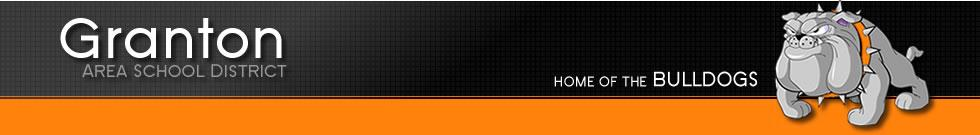 Granton
AREA SCHOOL DISTRICT
HOME OF THE BULLDOGS